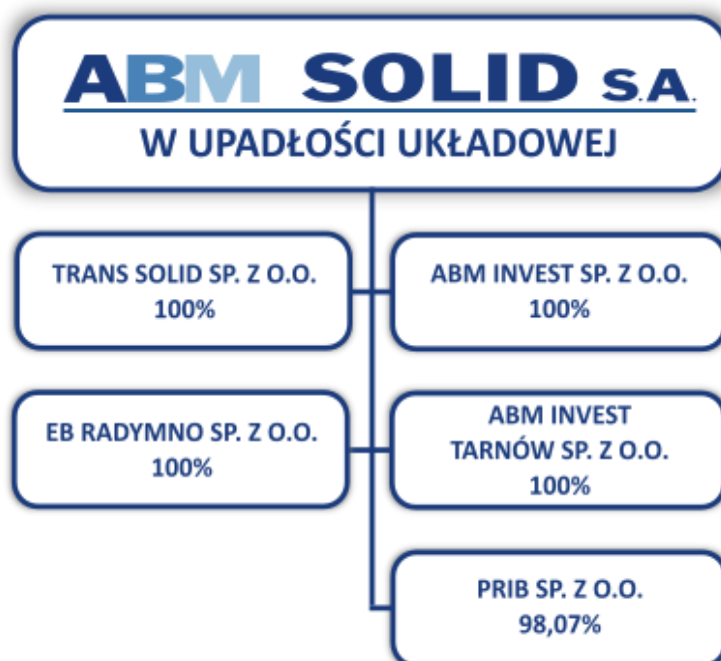 ABM SOLID S.A.
W UPADŁOŚCI UKŁADOWEJ
TRANS SOLID SP. Z O.O.
100%
ABM INVEST SP. Z O.O.
100%
EB RADYMNO SP. Z O.O.
100%
ABM INVEST
TARNÓW SP. Z O.O.
100%
PRIB SP. Z O.O.
98,07%